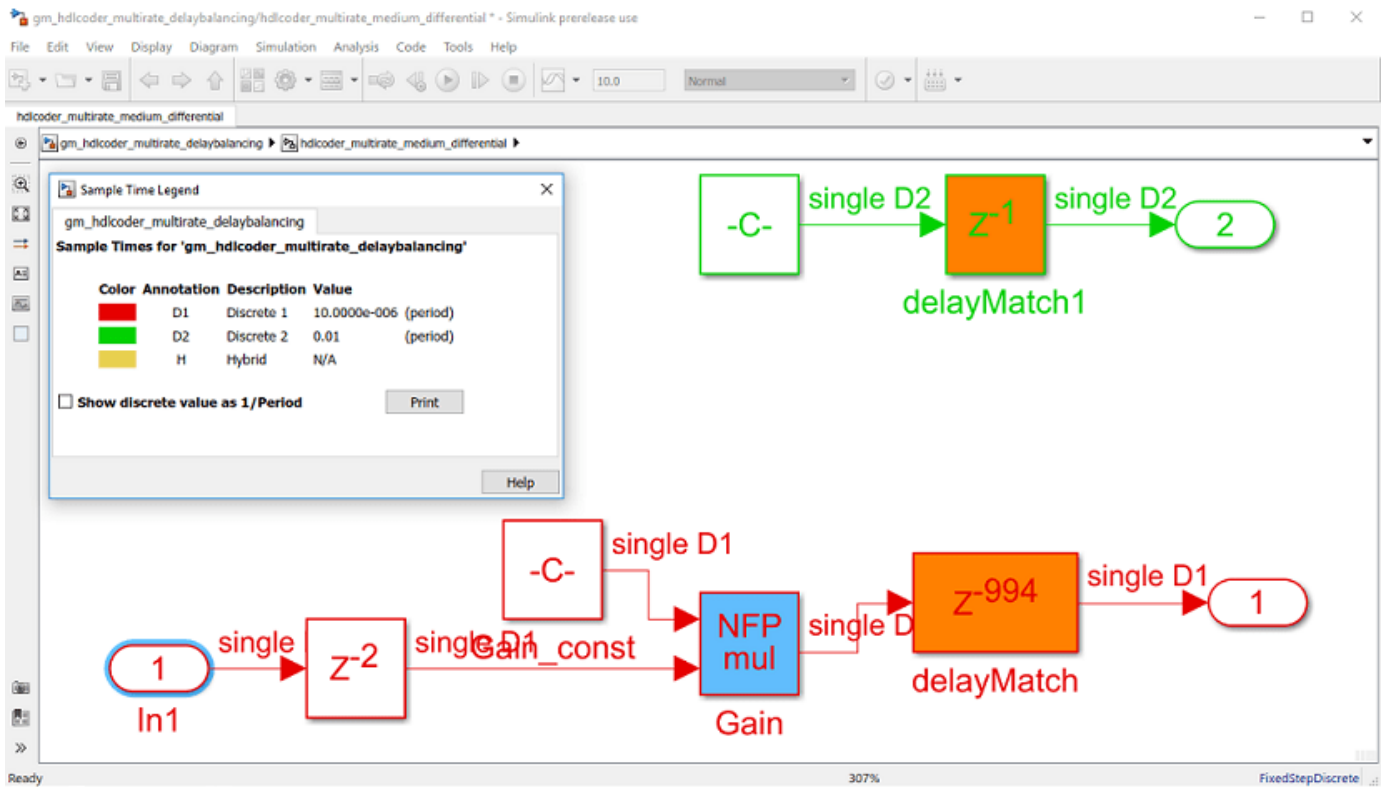 gm_hdlcoder_multirate_delaybalancing/hdlcoder_multirate_medium_differential * - Simulink prerelease use
File Edit View Display Diagram Simulation Analysis Code Tools Help
10.0 Normal
hdlcoder_multirate_medium_differential
gm_hdlcoder_multirate_delaybalancing hdlcoder_multirate_medium_differential
Sample Time Legend
gm_hdlcoder_multirate_delaybalancing
Sample Times for 'gm_hdlcoder_multirate_delaybalancing'
Color Annotation Description Value
D1 Discrete 1 10.0000e-006 (period)
D2 Discrete 2 0.01 (period)
H Hybrid N/A
Show discrete value as 1/Period
Print
Help
-C-
single D2
Z-1
single D2
2
delayMatch1
-C-
single D1
Gain_const
1
In1
single
Z-2
single D1
NFP
mul
Gain
single D
Z-994
delayMatch
single D1
1
Ready
307%
FixedStepDiscrete